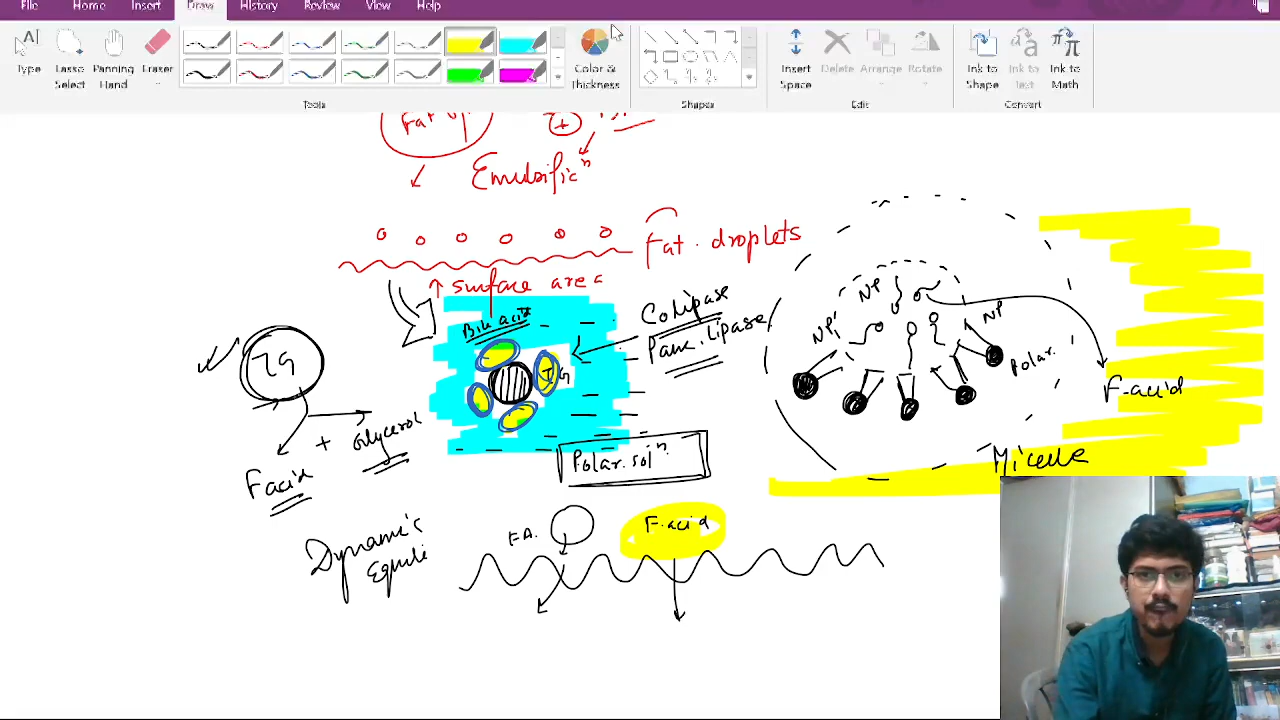 File Home Insert Draw History Review View Help
Type
Lasso Select
Panning Hand
Eraser
Color & Thickness
Insert Space
Delete
Arrange
Rotate
Ink to Shape
Ink to Text
Ink to Math
Tools
Shapes
Edit
Convert
Fat
+
Emulsificⁿ
Fat droplets
↑ surface area
Bile acid
Colipase
Panc. lipase
TG
TG
+ Glycerol
F acid
Polar solⁿ
NP
NP
NP
Polar
F-acid
Micelle
Dynamic
Equili
F.A.
F.acid